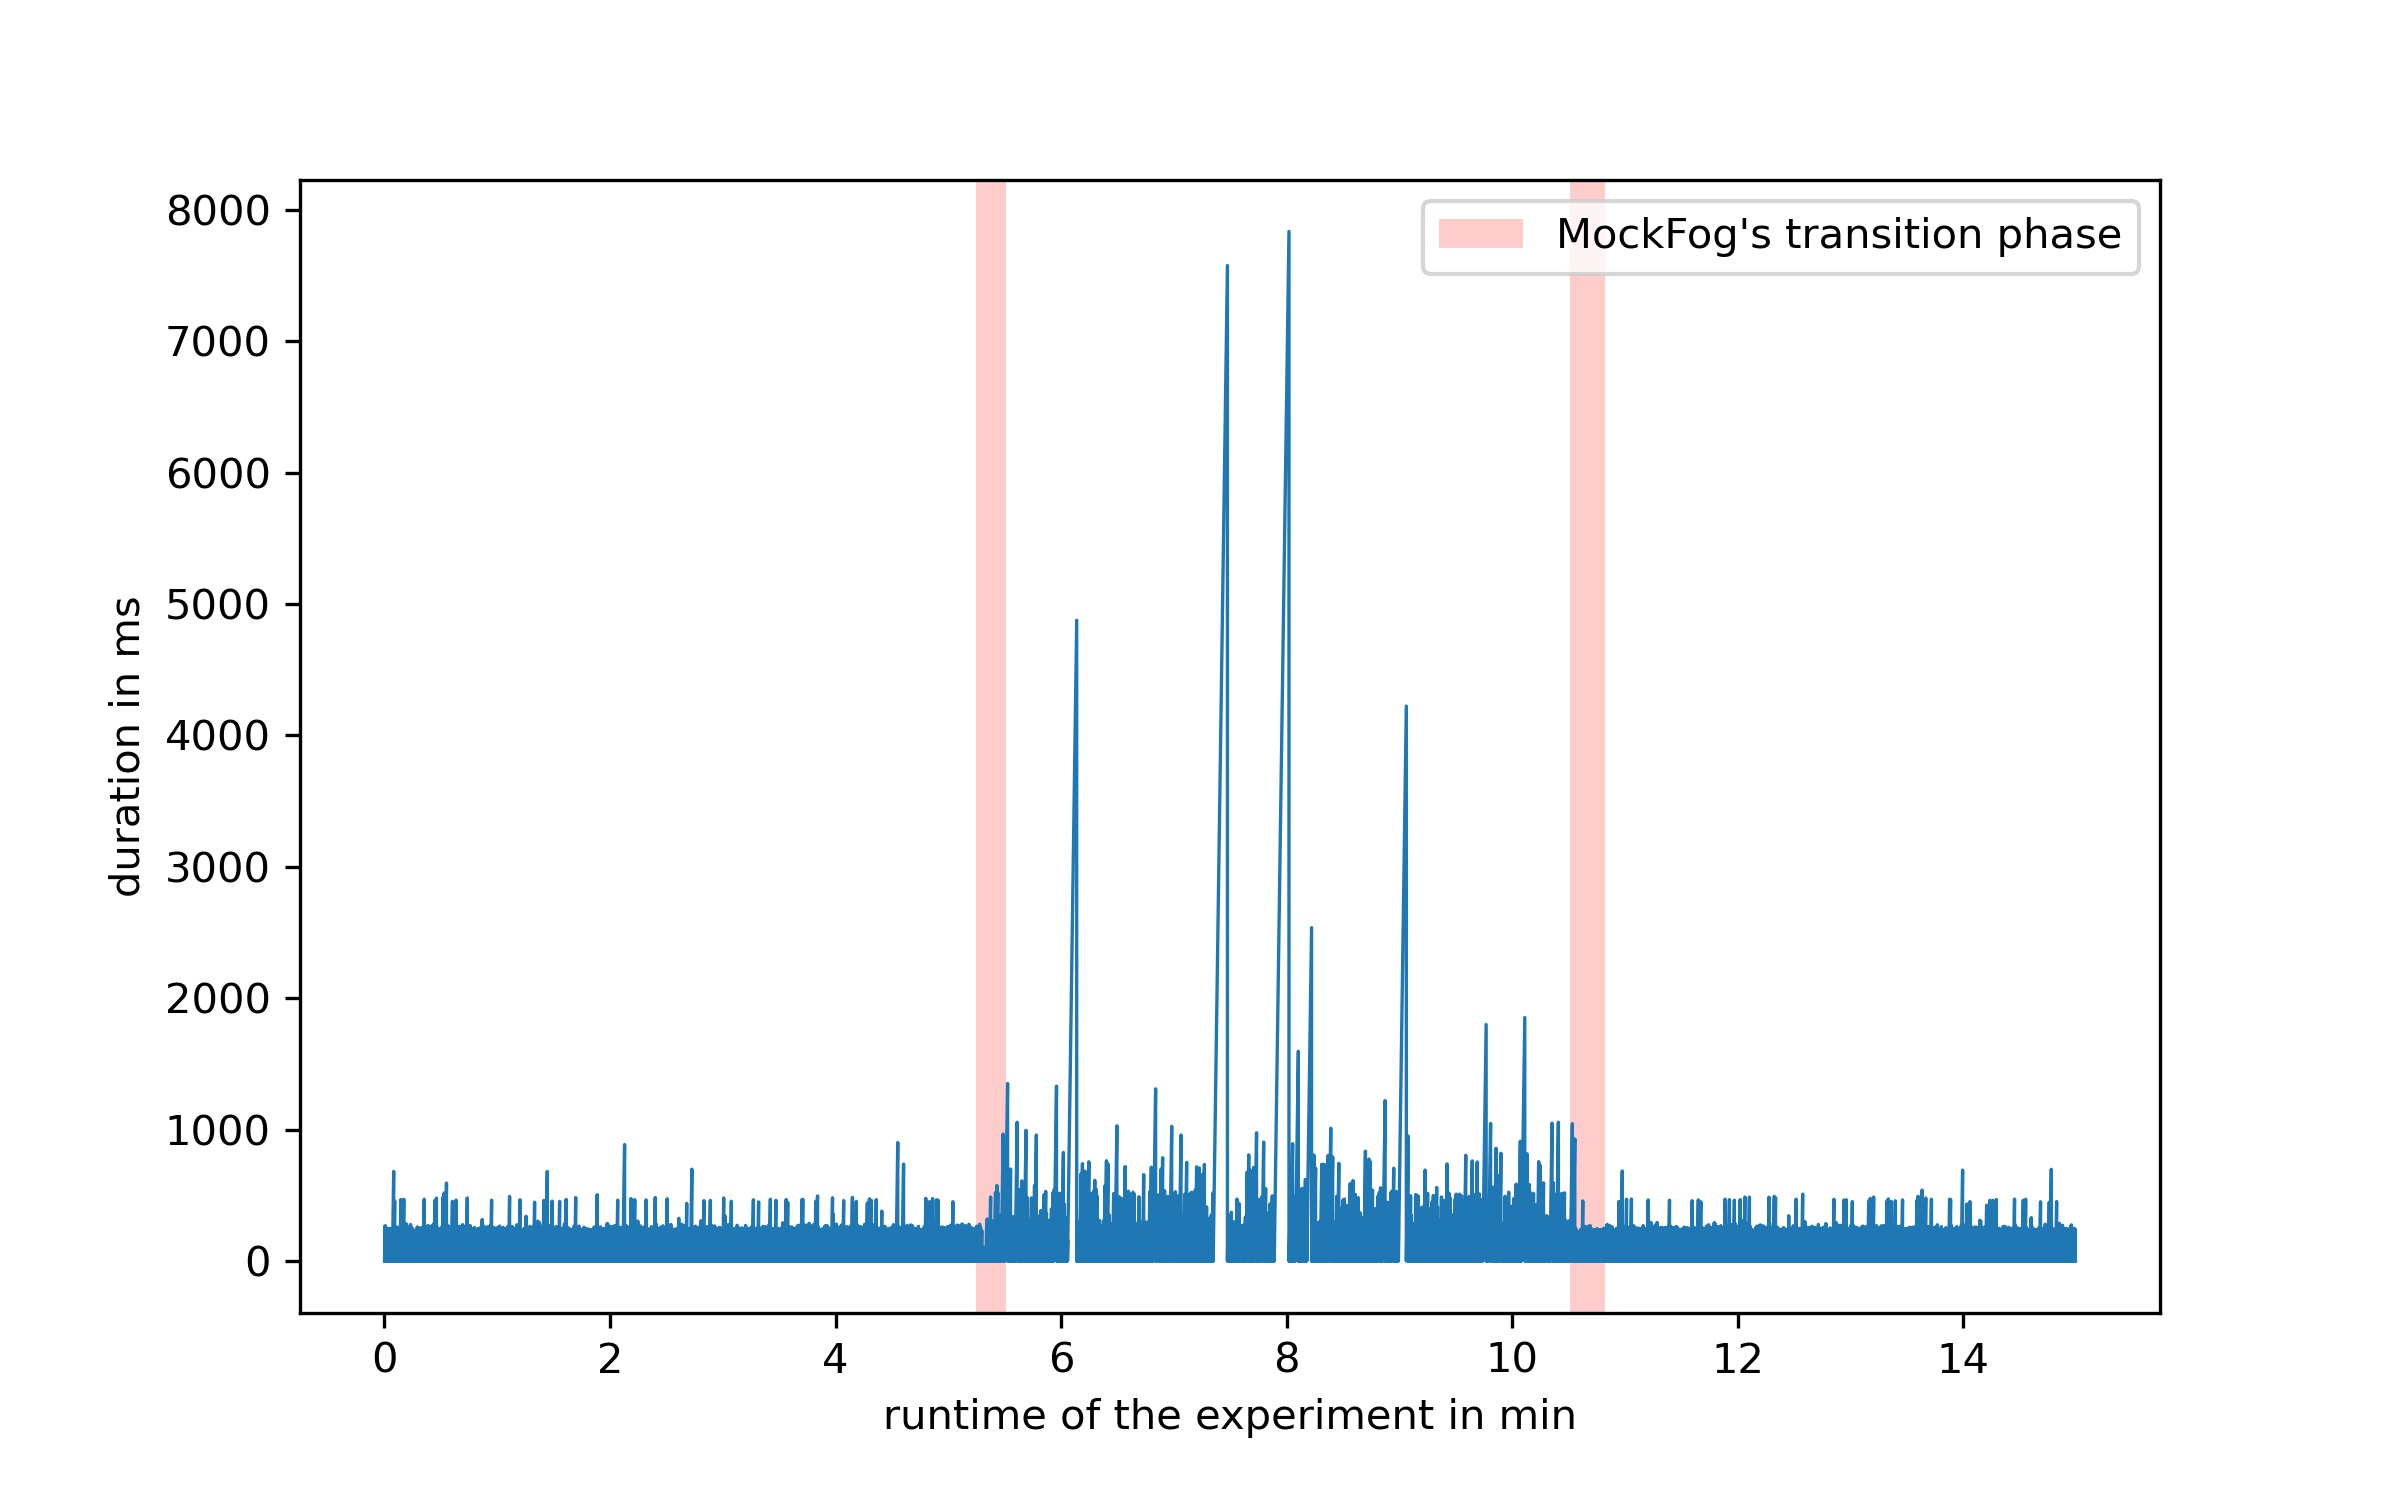 MockFog's transition phase
8000
7000
6000
5000
4000
3000
2000
1000
0
duration in ms
0 2 4 6 8 10 12 14
runtime of the experiment in min